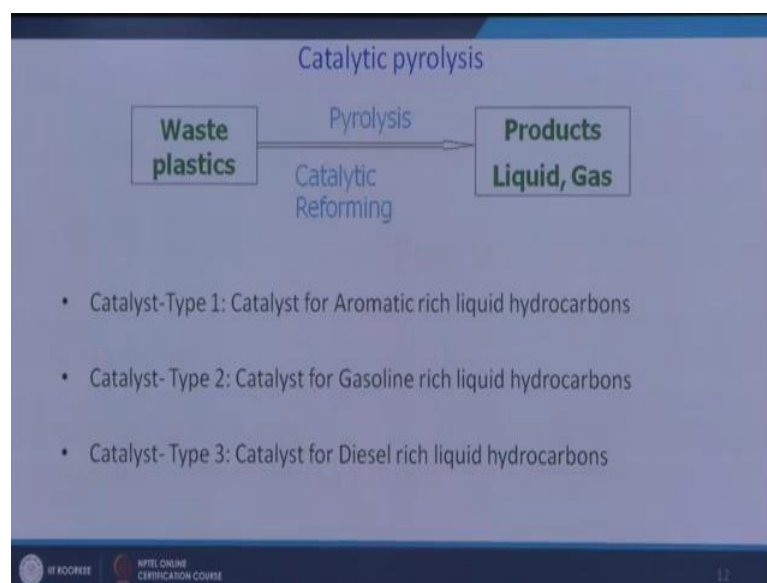 Catalytic pyrolysis
Waste
plastics
Pyrolysis
Catalytic
Reforming
Products
Liquid, Gas
• Catalyst-Type 1: Catalyst for Aromatic rich liquid hydrocarbons
• Catalyst- Type 2: Catalyst for Gasoline rich liquid hydrocarbons
• Catalyst- Type 3: Catalyst for Diesel rich liquid hydrocarbons
IIT ROORKEE
NPTEL ONLINE
CERTIFICATION COURSE
12